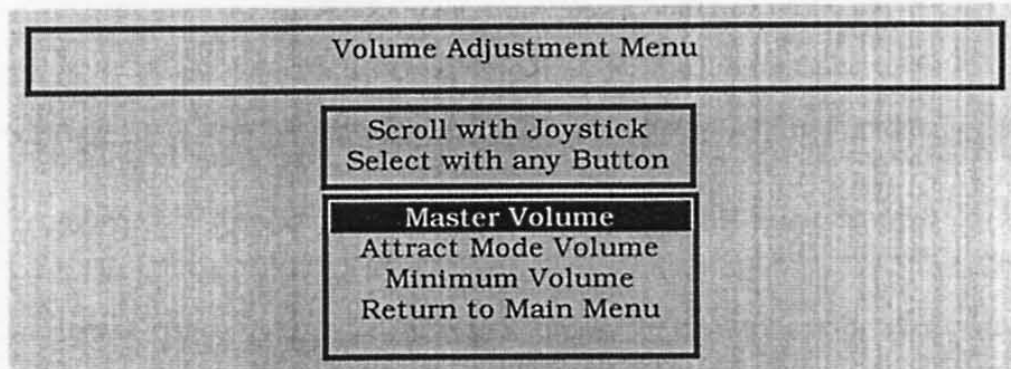 Volume Adjustment Menu
Scroll with Joystick
Select with any Button
Master Volume
Attract Mode Volume
Minimum Volume
Return to Main Menu